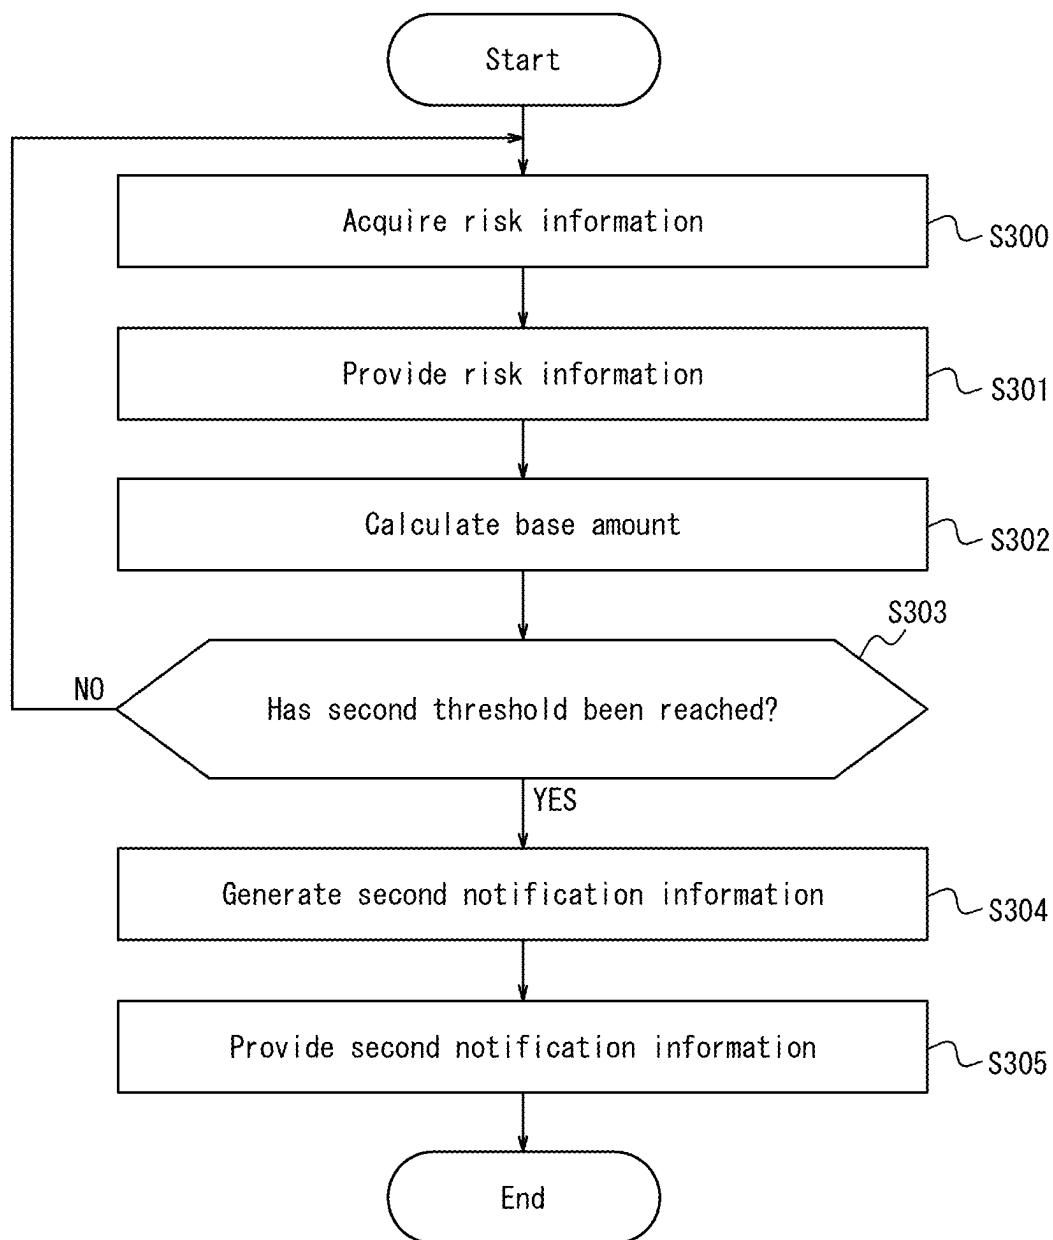 Start
Acquire risk information
S300
Provide risk information
S301
Calculate base amount
S302
S303
Has second threshold been reached?
NO
YES
Generate second notification information
S304
Provide second notification information
S305
End